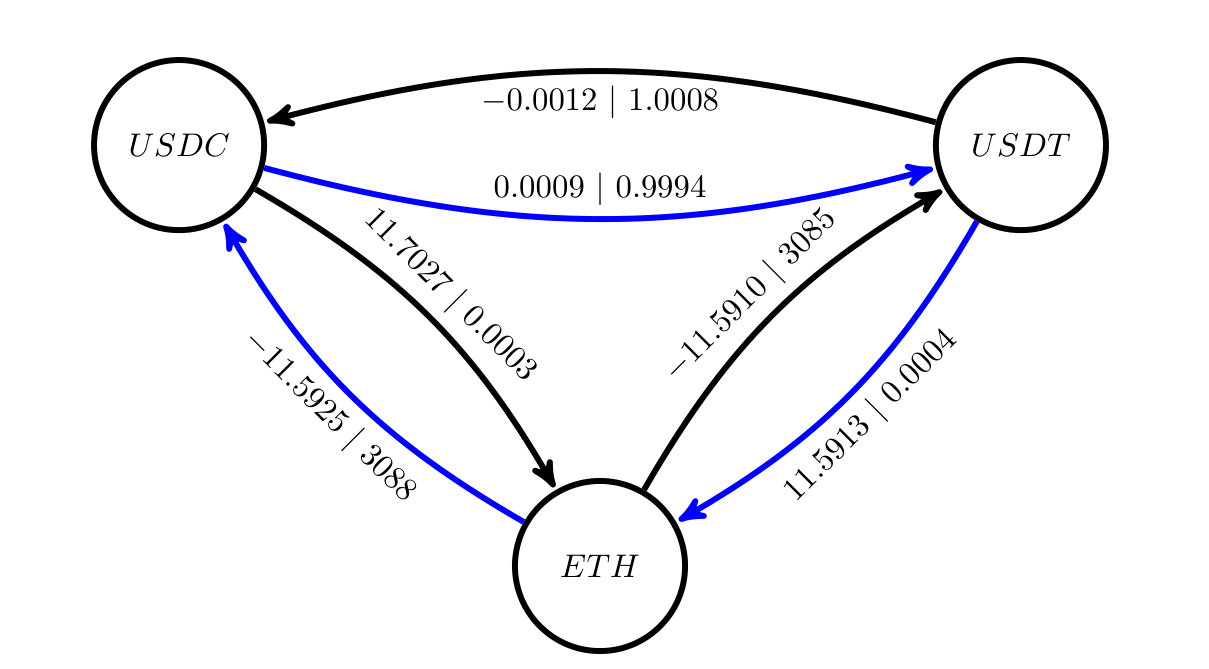 −0.0012 | 1.0008
USDC
USDT
0.0009 | 0.9994
11.7027 | 0.0003
−11.5910 | 3085
−11.5925 | 3088
11.5913 | 0.0004
ETH